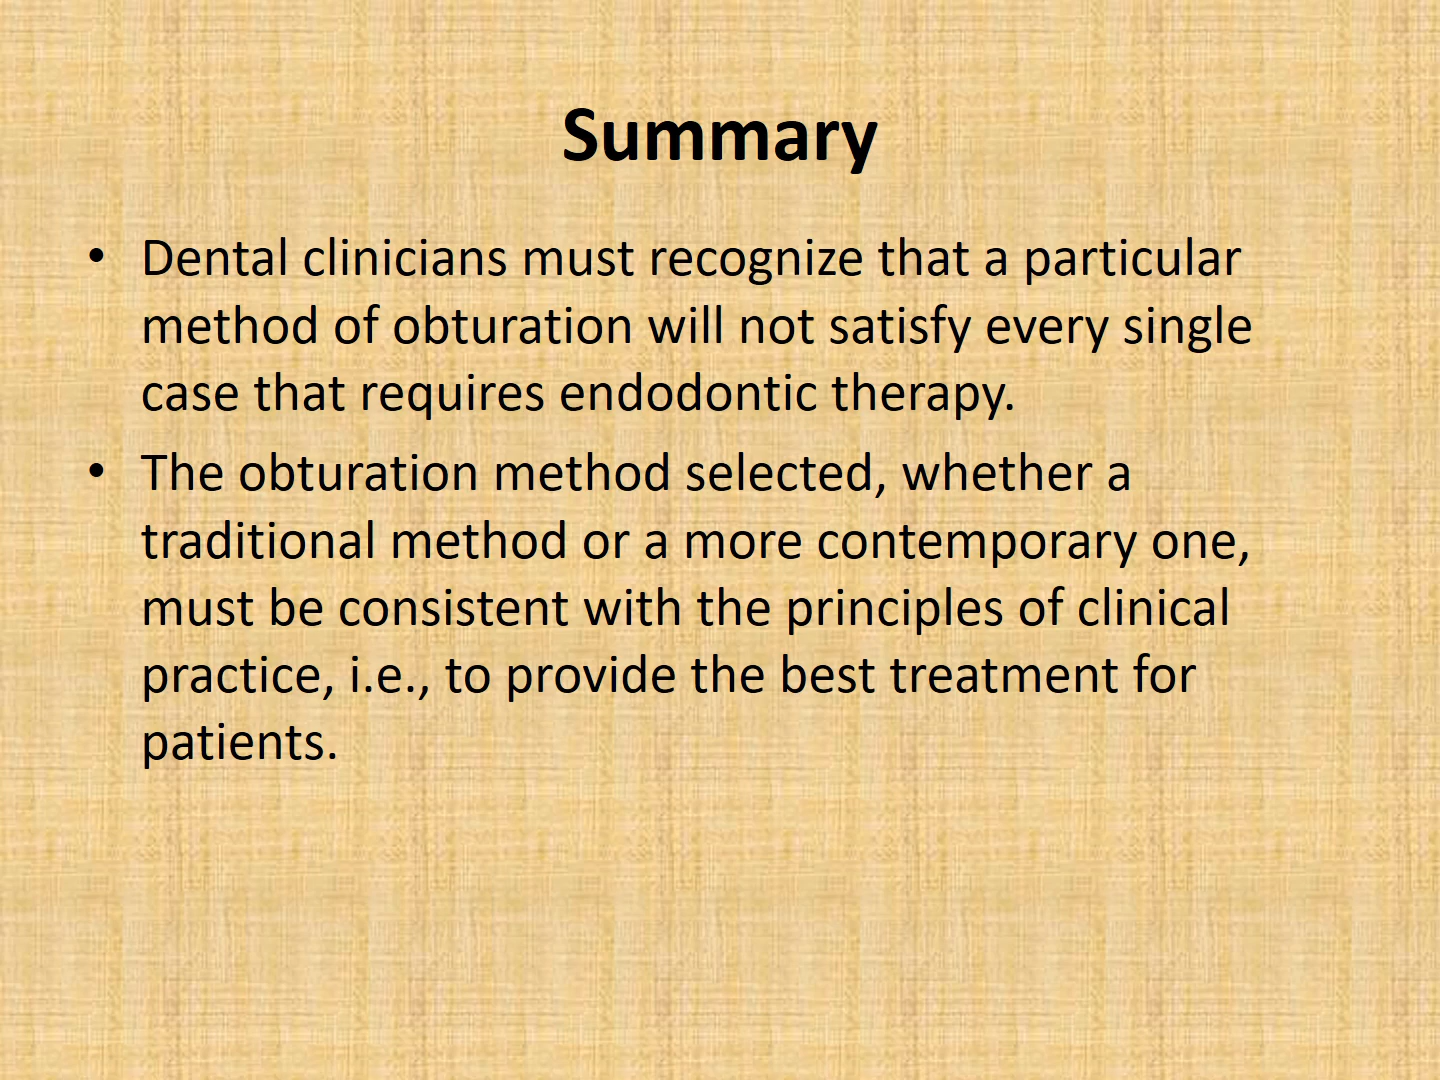 Summary
• Dental clinicians must recognize that a particular
method of obturation will not satisfy every single
case that requires endodontic therapy.
• The obturation method selected, whether a
traditional method or a more contemporary one,
must be consistent with the principles of clinical
practice, i.e., to provide the best treatment for
patients.